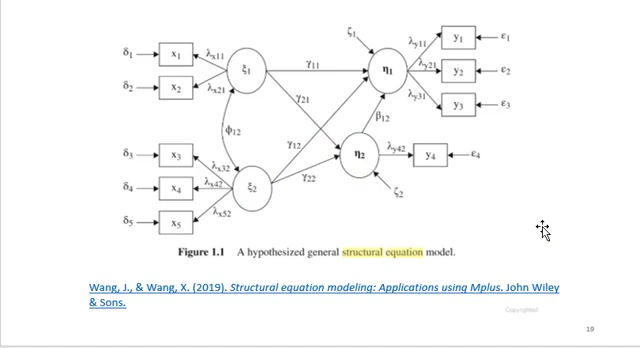 ζ1
λy11
y1
ε1
δ1
x1
λx11
ξ1
γ11
η1
λy21
y2
ε2
δ2
x2
λx21
γ21
λy31
y3
ε3
β12
ϕ12
γ12
δ3
x3
λx32
η2
λy42
y4
ε4
δ4
x4
λx42
ξ2
γ22
ζ2
δ5
x5
λx52
Figure 1.1 A hypothesized general structural equation model.
Wang, J., & Wang, X. (2019). Structural equation modeling: Applications using Mplus. John Wiley
& Sons.
19